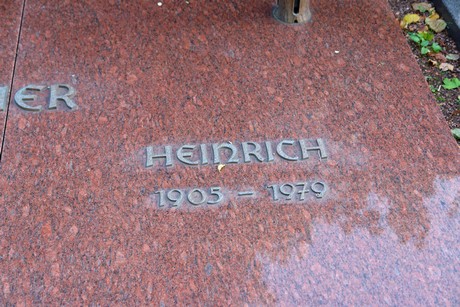 ER
HEINRICH
1905 – 1979